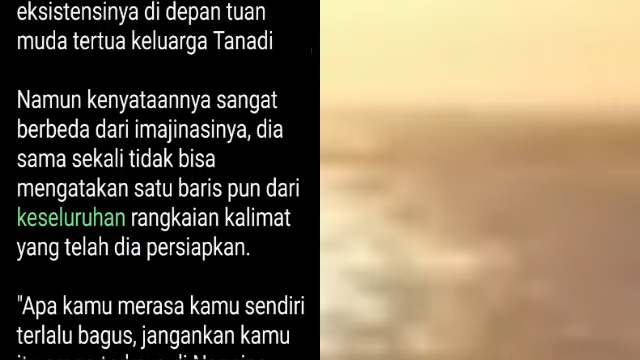 eksistensinya di depan tuan
muda tertua keluarga Tanadi
Namun kenyataannya sangat
berbeda dari imajinasinya, dia
sama sekali tidak bisa
mengatakan satu baris pun dari
keseluruhan rangkaian kalimat
yang telah dia persiapkan.
"Apa kamu merasa kamu sendiri
terlalu bagus, jangankan kamu